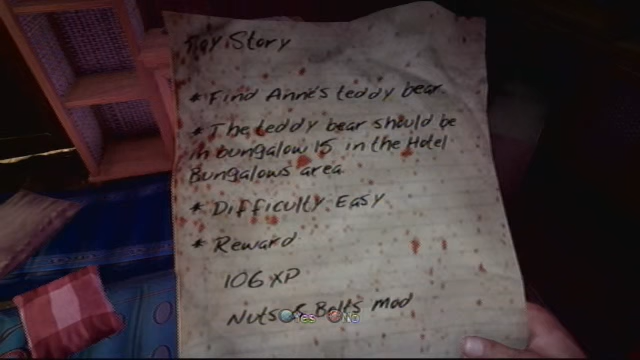 Toy Story
* Find Anne's teddy bear
* The teddy bear should be
in bungalow 15 in the Hotel
Bungalows area
* Difficulty Easy
* Reward
106 XP
Nuts & Bolts mod
Yes No